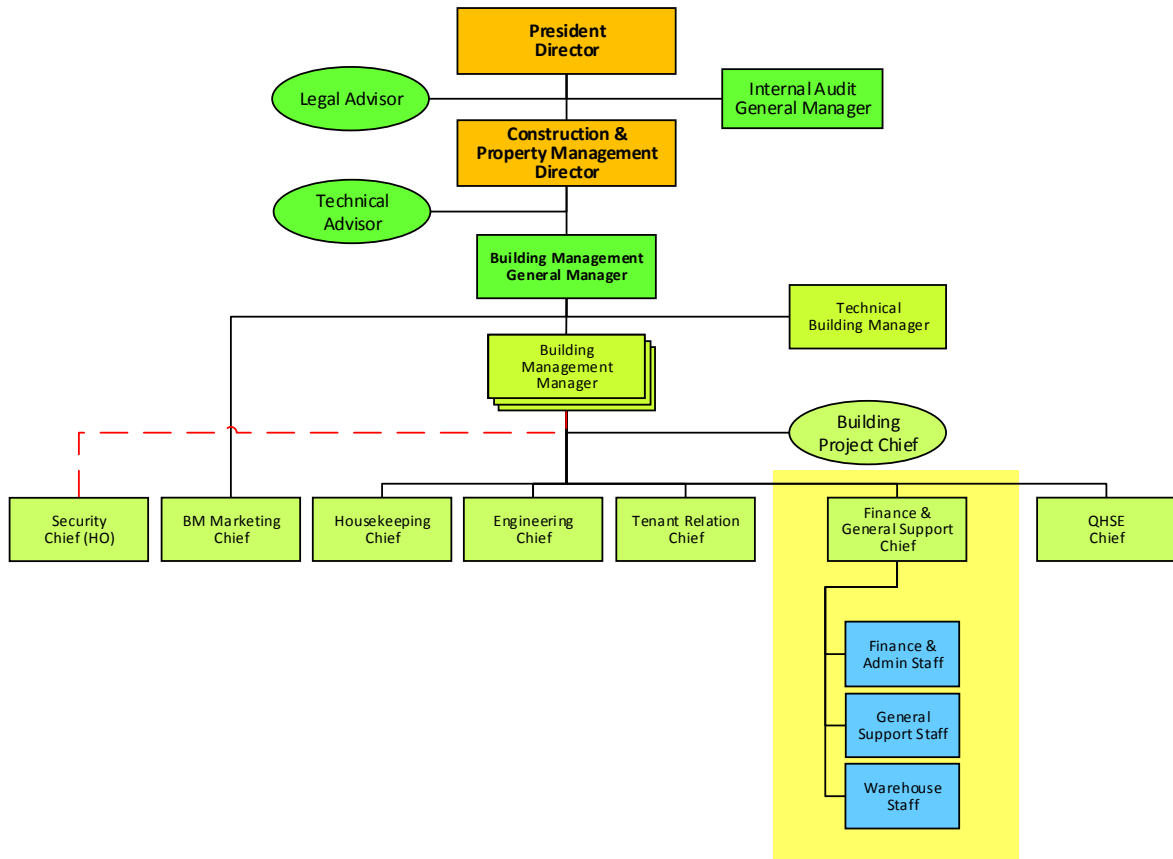 President
Director
Legal Advisor
Internal Audit
General Manager
Construction &
Property Management
Director
Technical
Advisor
Building Management
General Manager
Technical
Building Manager
Building
Management
Manager
Building
Project Chief
Security
Chief (HO)
BM Marketing
Chief
Housekeeping
Chief
Engineering
Chief
Tenant Relation
Chief
Finance &
General Support
Chief
QHSE
Chief
Finance &
Admin Staff
General
Support Staff
Warehouse
Staff